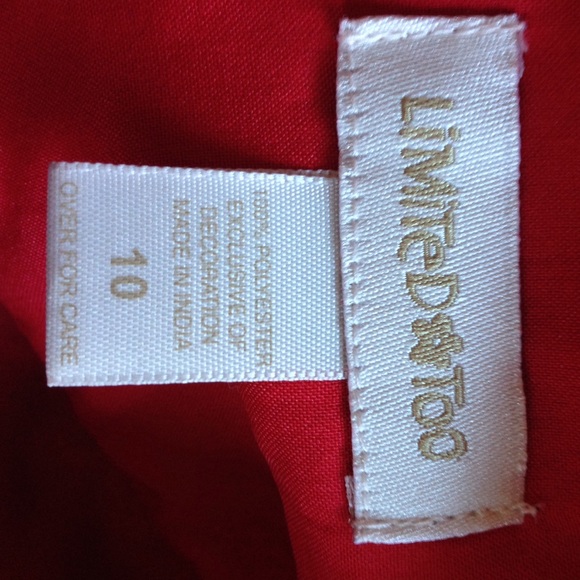 LiMiTeD TOO
100% POLYESTER
EXCLUSIVE OF
DECORATION
MADE IN INDIA
10
OVER FOR CARE